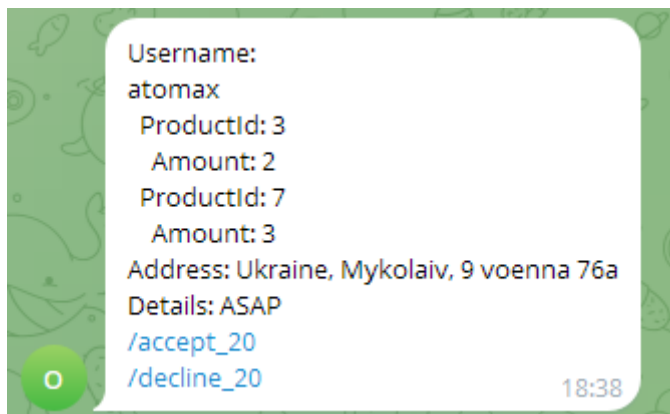 Username:
atomax
ProductId: 3
Amount: 2
ProductId: 7
Amount: 3
Address: Ukraine, Mykolaiv, 9 voenna 76a
Details: ASAP
/accept_20
/decline_20
18:38
O